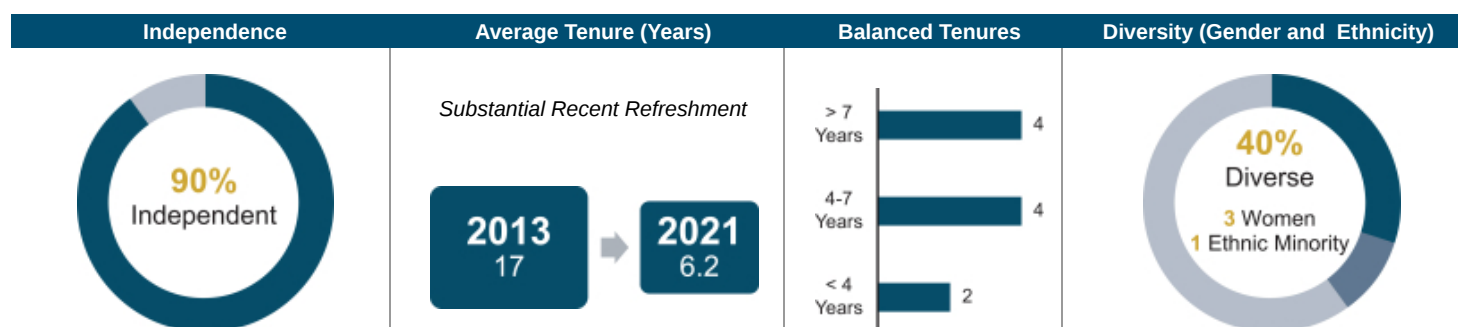 Independence
90%
Independent
Average Tenure (Years)
Substantial Recent Refreshment
2013
17
2021
6.2
Balanced Tenures
> 7
Years
4
4-7
Years
4
< 4
Years
2
Diversity (Gender and Ethnicity)
40%
Diverse
3 Women
1 Ethnic Minority